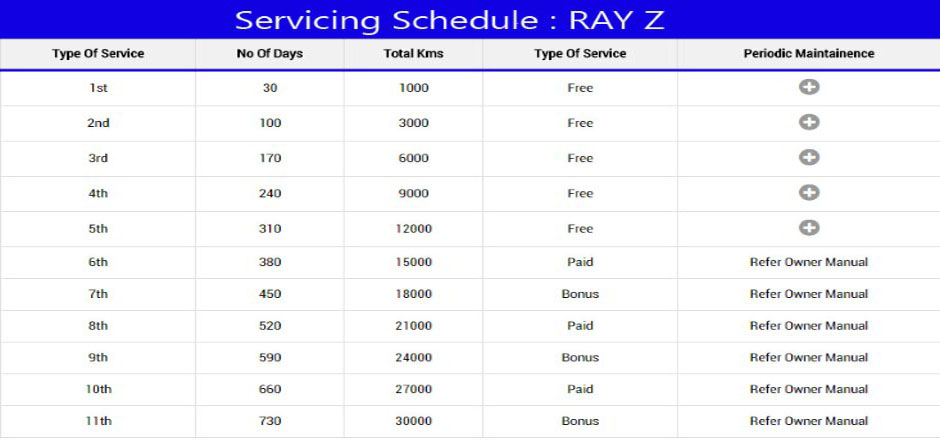 Servicing Schedule : RAY Z
Type Of Service No Of Days Total Kms Type Of Service Periodic Maintainence
1st 30 1000 Free
2nd 100 3000 Free
3rd 170 6000 Free
4th 240 9000 Free
5th 310 12000 Free
6th 380 15000 Paid Refer Owner Manual
7th 450 18000 Bonus Refer Owner Manual
8th 520 21000 Paid Refer Owner Manual
9th 590 24000 Bonus Refer Owner Manual
10th 660 27000 Paid Refer Owner Manual
11th 730 30000 Bonus Refer Owner Manual